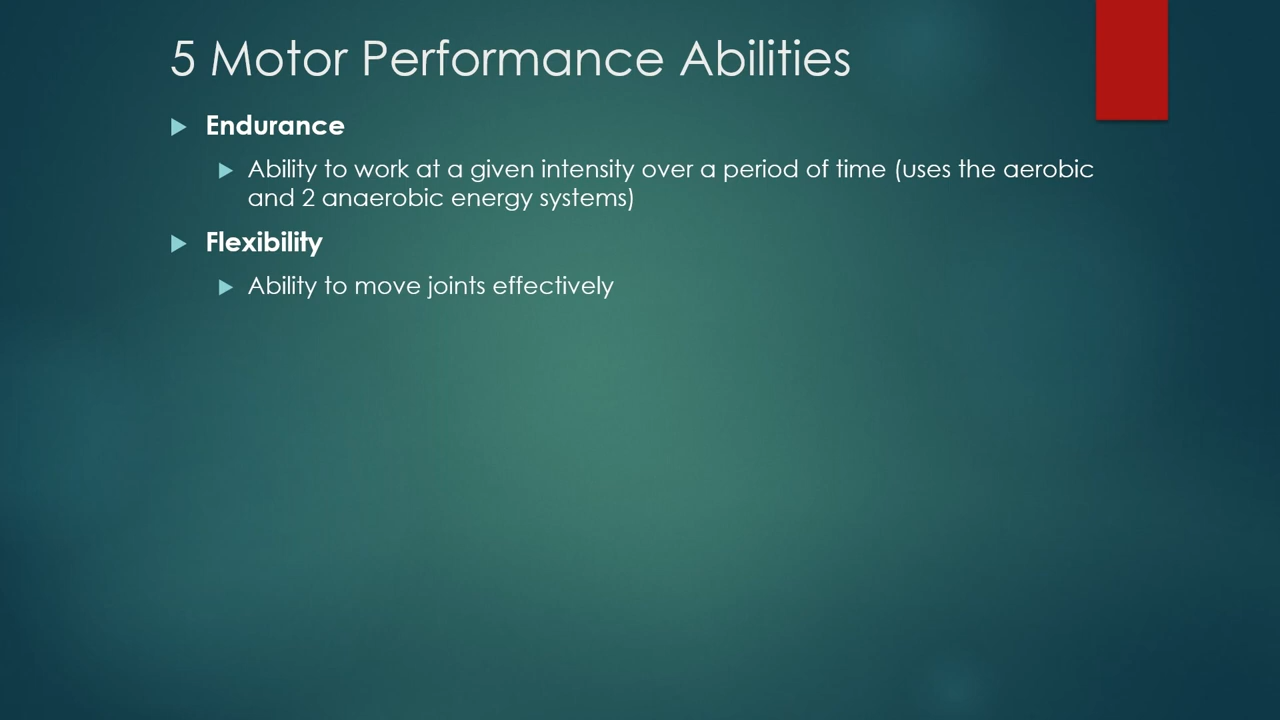 5 Motor Performance Abilities
Endurance
Ability to work at a given intensity over a period of time (uses the aerobic
and 2 anaerobic energy systems)
Flexibility
Ability to move joints effectively